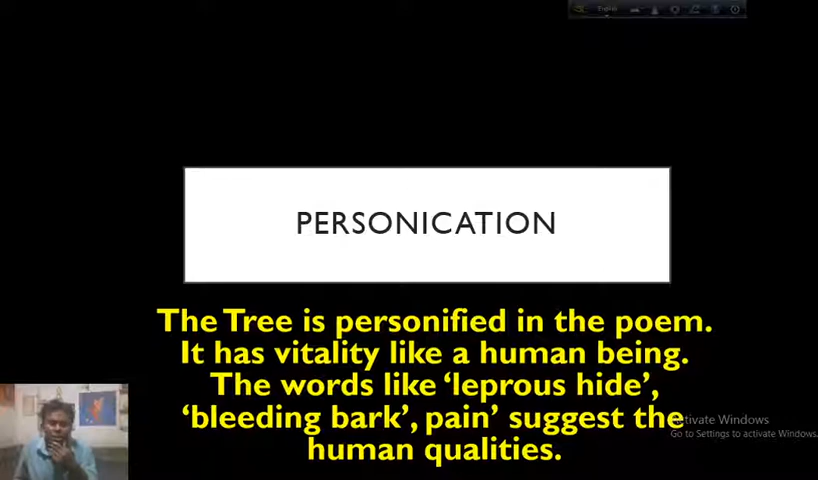 English
PERSONICATION
The Tree is personified in the poem.
It has vitality like a human being.
The words like ‘leprous hide’,
‘bleeding bark’, pain’ suggest the
human qualities.
Activate Windows
Go to Settings to activate Windows.